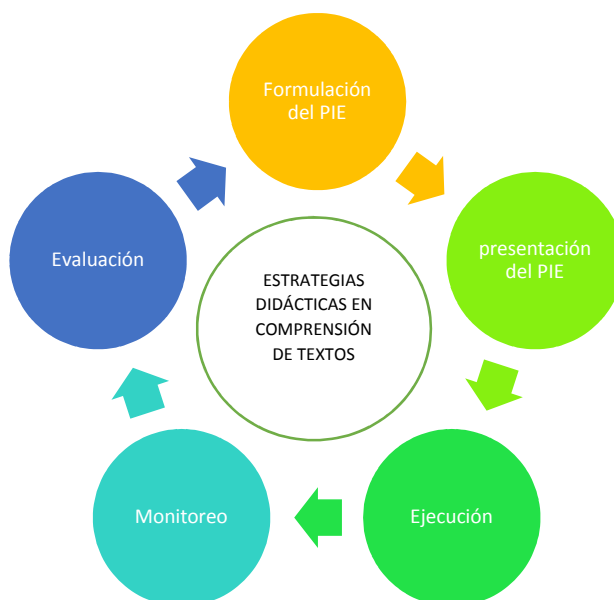 Formulación
del PIE
presentación
del PIE
Ejecución
Monitoreo
Evaluación
ESTRATEGIAS
DIDÁCTICAS EN
COMPRENSIÓN
DE TEXTOS